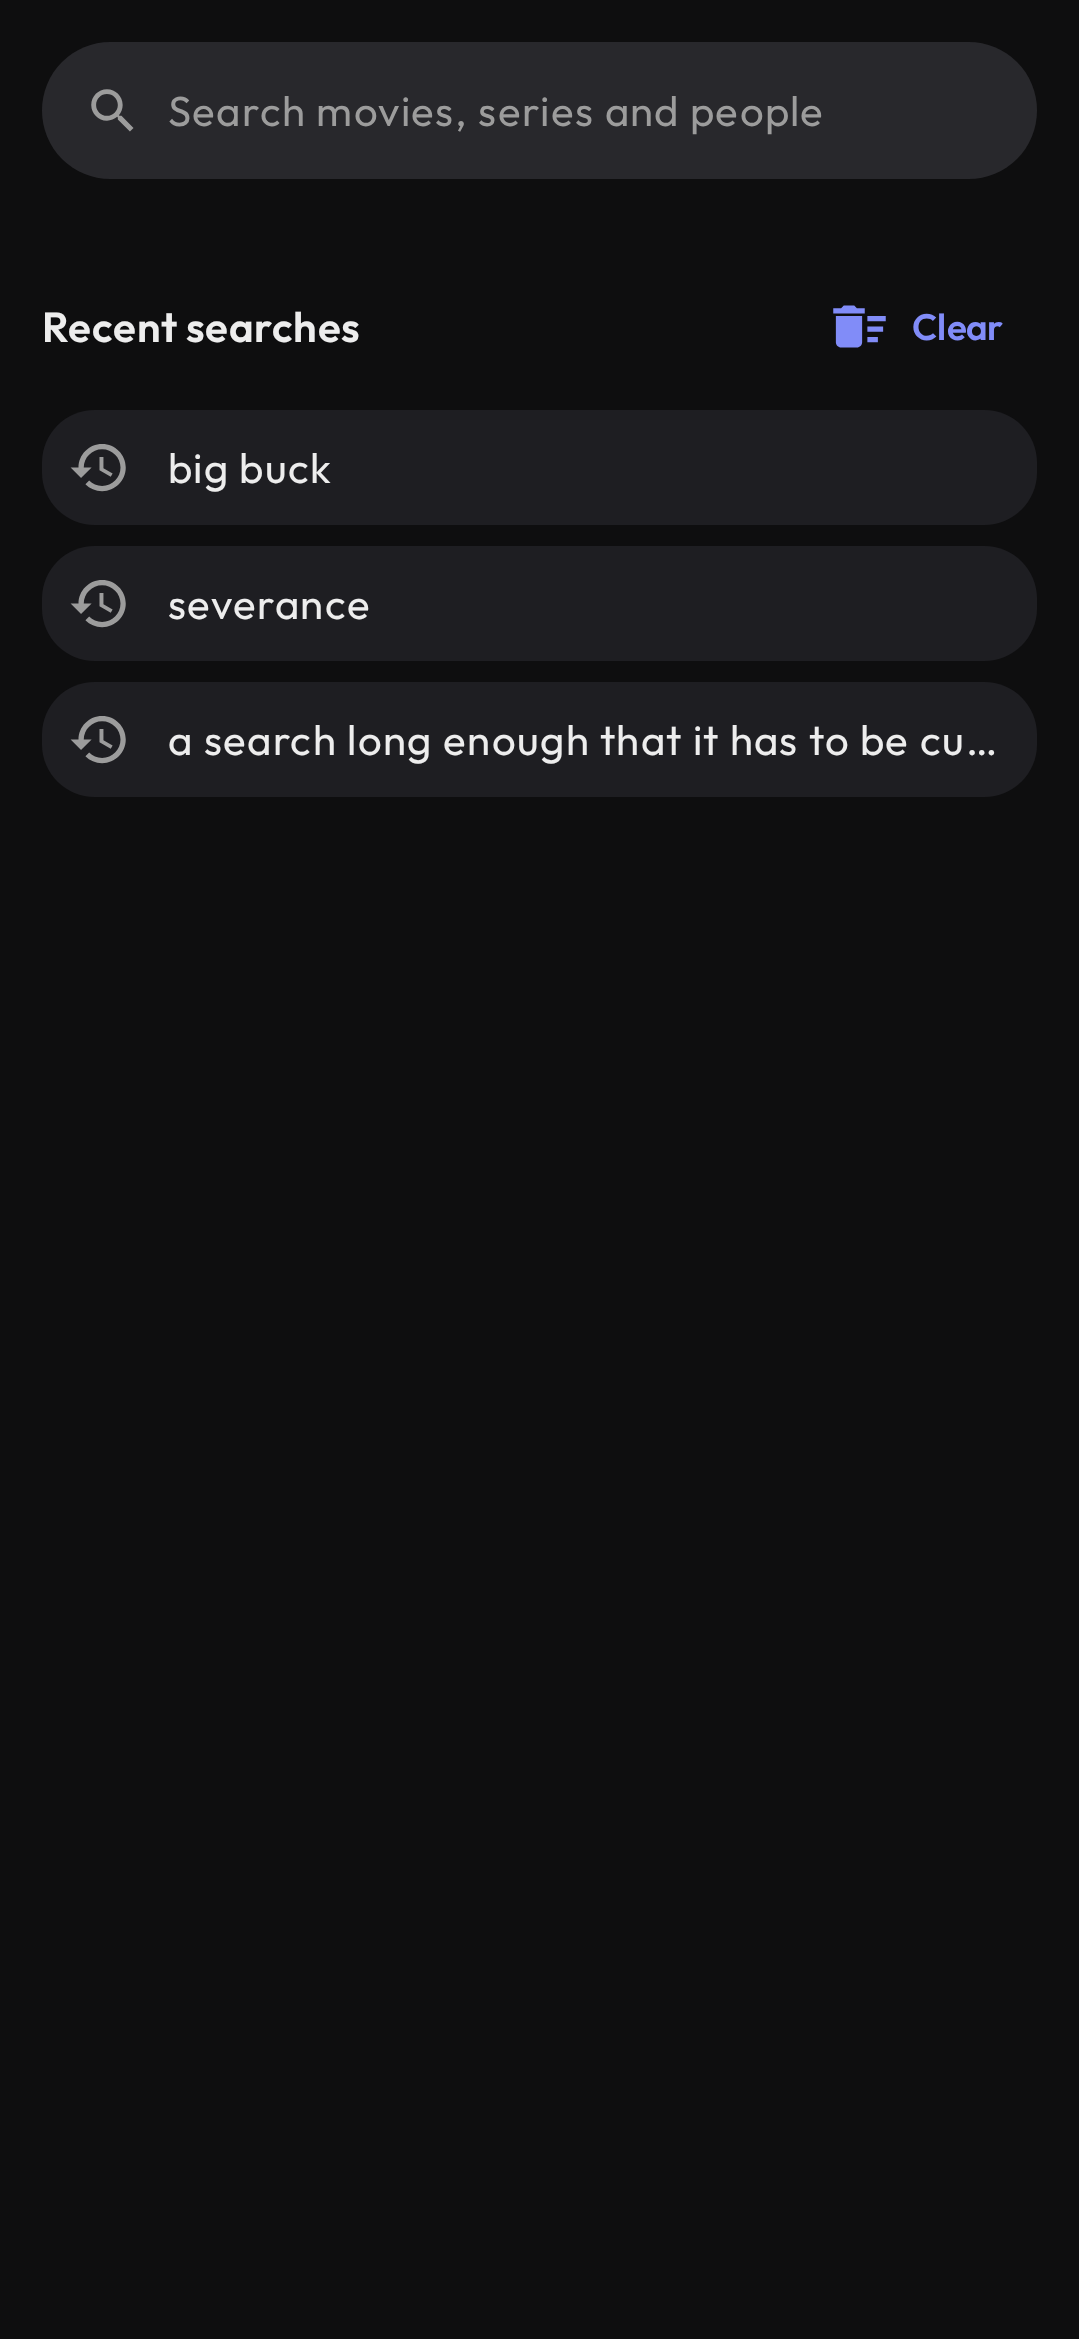 Search movies, series and people
Recent searches
Clear
big buck
severance
a search long enough that it has to be cu…